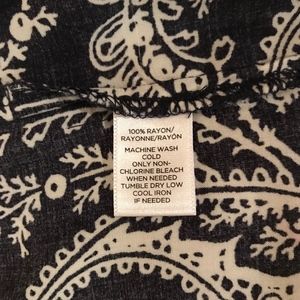 100% RAYON/
RAYONNE/RAYÓN
MACHINE WASH
COLD
ONLY NON-
CHLORINE BLEACH
WHEN NEEDED
TUMBLE DRY LOW
COOL IRON
IF NEEDED